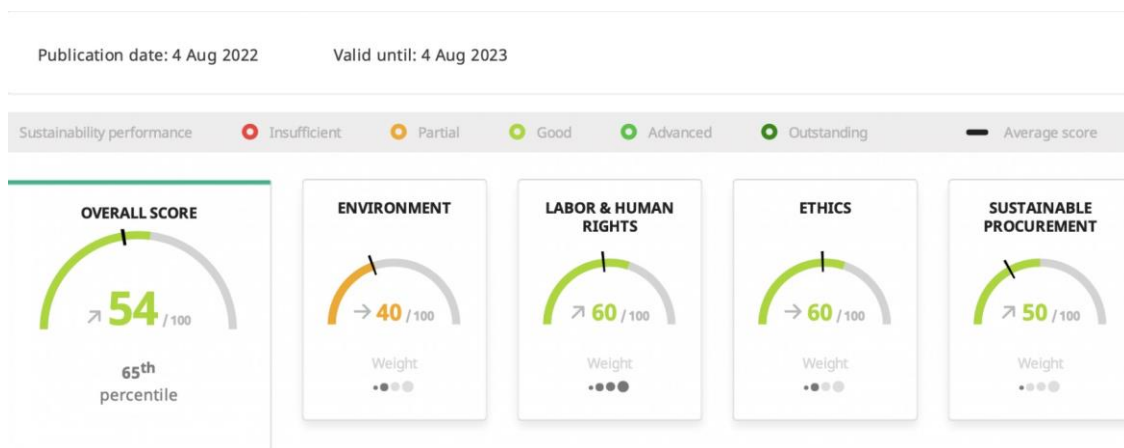 Publication date: 4 Aug 2022 Valid until: 4 Aug 2023
Sustainability performance Insufficient Partial Good Advanced Outstanding Average score
OVERALL SCORE
54 / 100
65th
percentile
ENVIRONMENT
40 / 100
Weight
LABOR & HUMAN
RIGHTS
60 / 100
Weight
ETHICS
60 / 100
Weight
SUSTAINABLE
PROCUREMENT
50 / 100
Weight